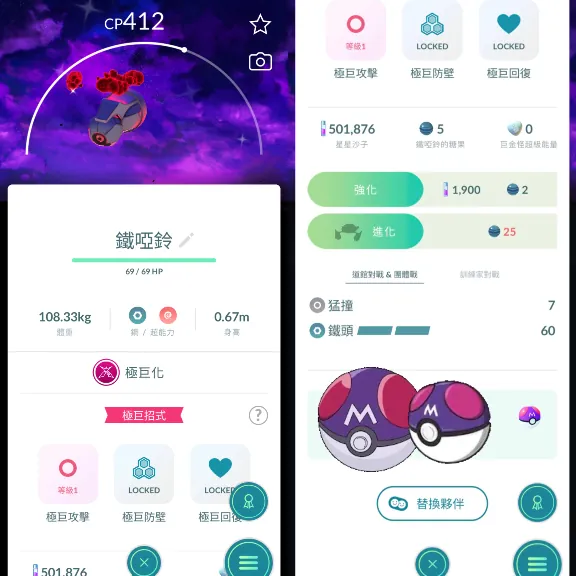 CP412
鐵啞鈴
69 / 69 HP
108.33kg
體重
鋼 / 超能力
0.67m
身高
極巨化
極巨招式
?
等級1
LOCKED
LOCKED
極巨攻擊
極巨防壁
極巨回復
501,876
等級1
LOCKED
LOCKED
極巨攻擊
極巨防壁
極巨回復
501,876
星星沙子
5
鐵啞鈴的糖果
0
巨金怪超級能量
強化
1,900
2
進化
25
道館對戰 & 團體戰
訓練家對戰
猛撞
7
鐵頭
60
M
M
替換夥伴